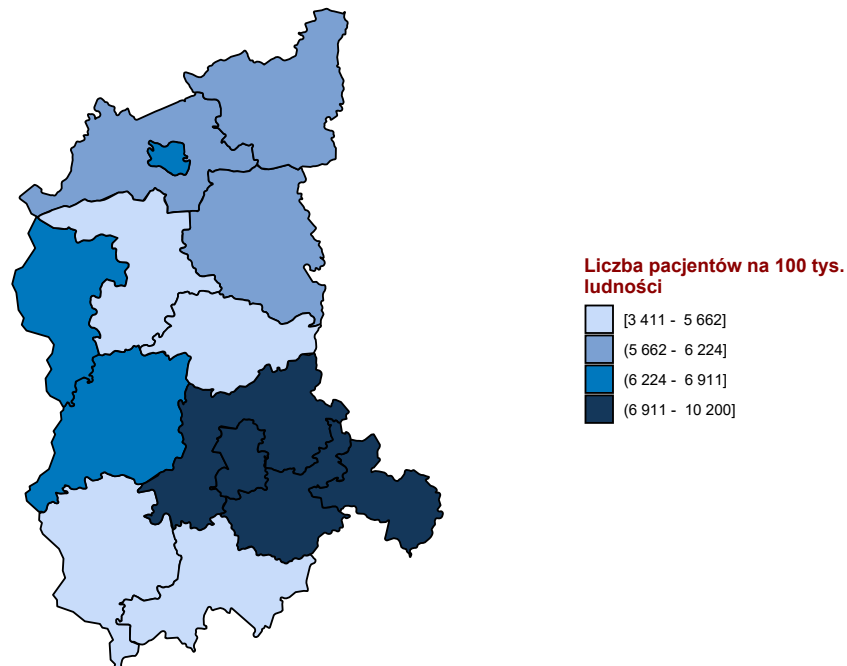 Liczba pacjentów na 100 tys.
ludności
[3 411 - 5 662]
(5 662 - 6 224]
(6 224 - 6 911]
(6 911 - 10 200]